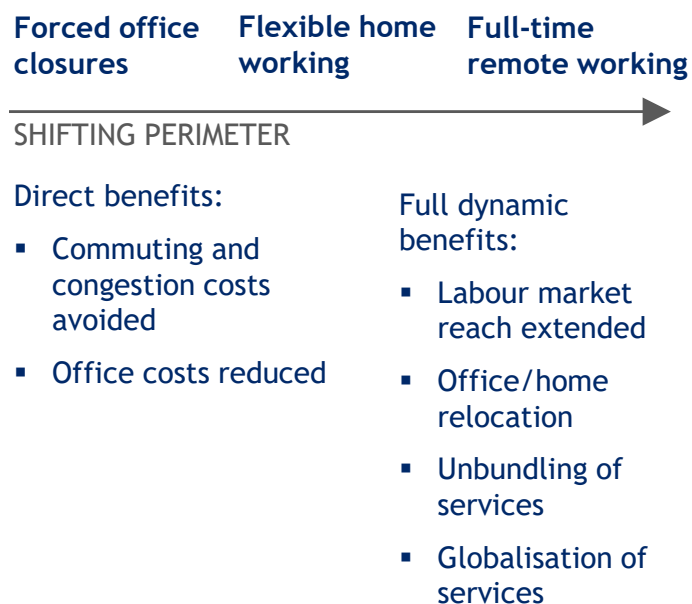 Forced office
closures
Flexible home
working
Full-time
remote working
SHIFTING PERIMETER
Direct benefits:
▪ Commuting and
congestion costs
avoided
▪ Office costs reduced
Full dynamic
benefits:
▪ Labour market
reach extended
▪ Office/home
relocation
▪ Unbundling of
services
▪ Globalisation of
services